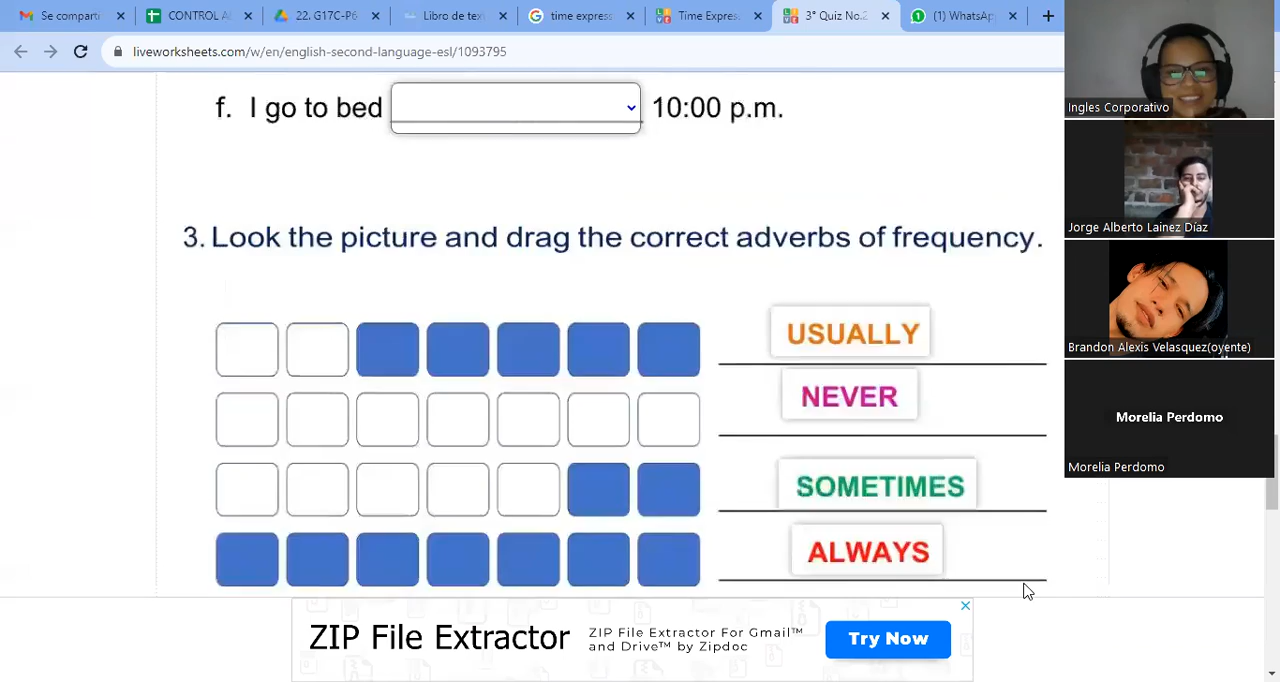 Se comparti
CONTROL A
22. G17C-P6
Libro de tex
time express
Time Expres
3° Quiz No.2
(1) WhatsApp
liveworksheets.com/w/en/english-second-language-esl/1093795
f. I go to bed
10:00 p.m.
3. Look the picture and drag the correct adverbs of frequency.
USUALLY
NEVER
SOMETIMES
ALWAYS
ZIP File Extractor
ZIP File Extractor For Gmail™
and Drive™ by Zipdoc
Try Now
Ingles Corporativo
Jorge Alberto Lainez Díaz
Brandon Alexis Velasquez(oyente)
Morelia Perdomo
Morelia Perdomo